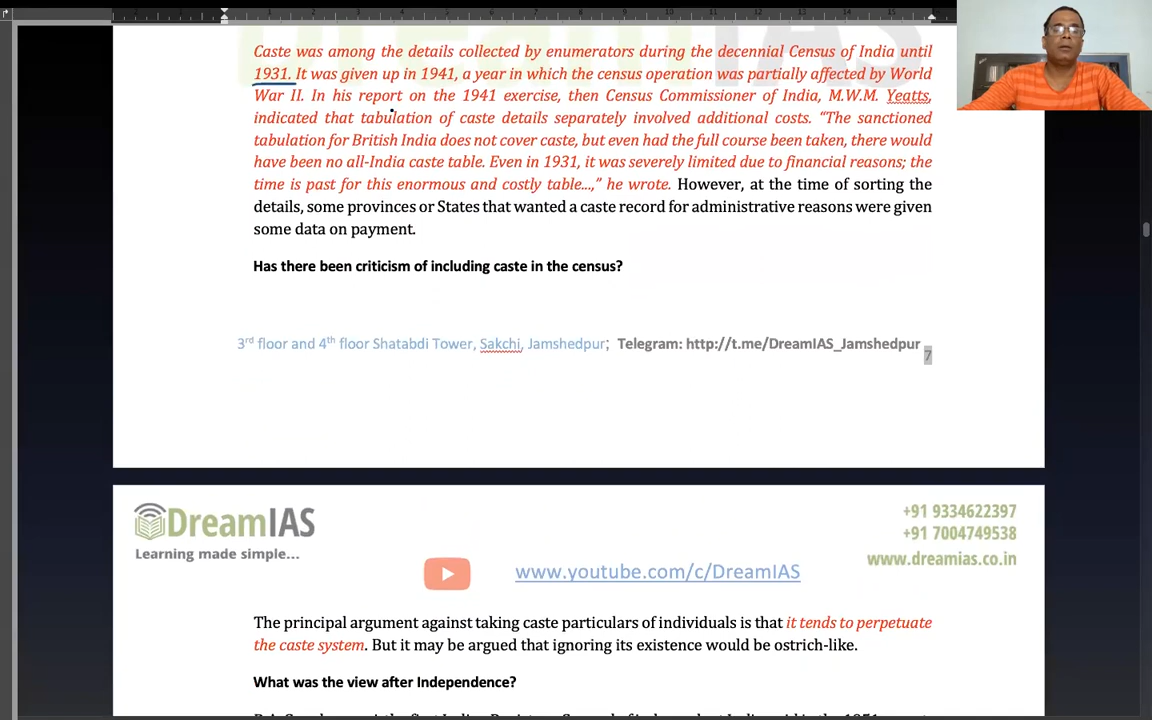 Caste was among the details collected by enumerators during the decennial Census of India until
1931. It was given up in 1941, a year in which the census operation was partially affected by World
War II. In his report on the 1941 exercise, then Census Commissioner of India, M.W.M. Yeatts,
indicated that tabulation of caste details separately involved additional costs. “The sanctioned
tabulation for British India does not cover caste, but even had the full course been taken, there would
have been no all-India caste table. Even in 1931, it was severely limited due to financial reasons; the
time is past for this enormous and costly table...,” he wrote. However, at the time of sorting the
details, some provinces or States that wanted a caste record for administrative reasons were given
some data on payment.
Has there been criticism of including caste in the census?
3rd floor and 4th floor Shatabdi Tower, Sakchi, Jamshedpur; Telegram: http://t.me/DreamIAS_Jamshedpur
7
DreamIAS
Learning made simple...
+91 9334622397
+91 7004749538
www.dreamias.co.in
www.youtube.com/c/DreamIAS
The principal argument against taking caste particulars of individuals is that it tends to perpetuate
the caste system. But it may be argued that ignoring its existence would be ostrich-like.
What was the view after Independence?